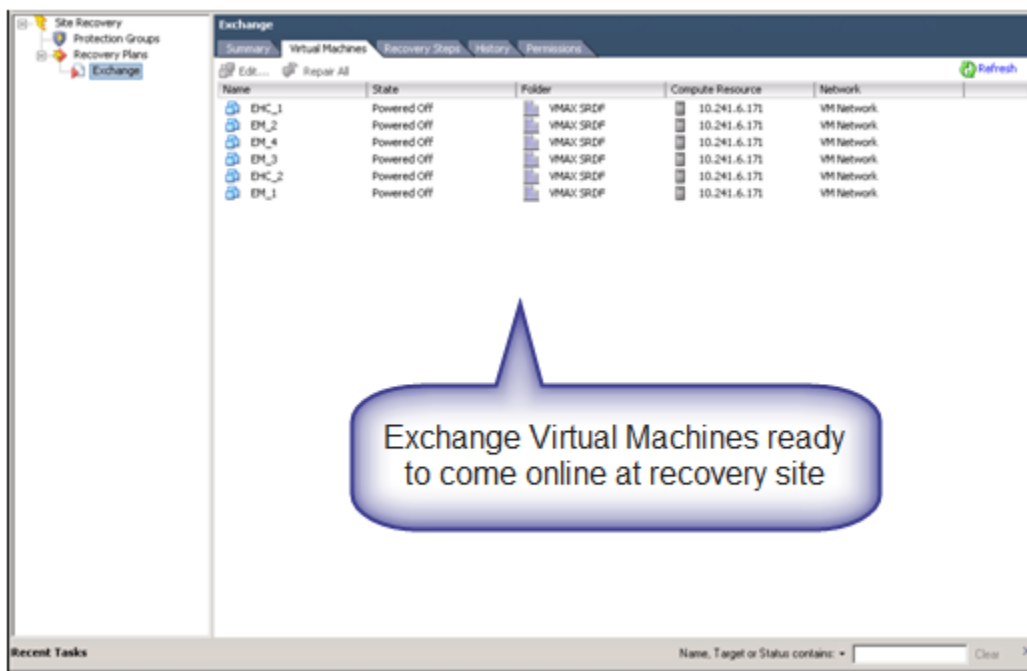 Site Recovery
Protection Groups
Recovery Plans
Exchange
Exchange
Summary Virtual Machines Recovery Steps History Permissions
Edit... Repair All Refresh
Name State Folder Compute Resource Network
EHC_1 Powered Off VMAX SRDF 10.241.6.171 VM Network
EM_2 Powered Off VMAX SRDF 10.241.6.171 VM Network
EM_4 Powered Off VMAX SRDF 10.241.6.171 VM Network
EM_3 Powered Off VMAX SRDF 10.241.6.171 VM Network
EHC_2 Powered Off VMAX SRDF 10.241.6.171 VM Network
EM_1 Powered Off VMAX SRDF 10.241.6.171 VM Network
Exchange Virtual Machines ready
to come online at recovery site
Recent Tasks Name, Target or Status contains: Clear